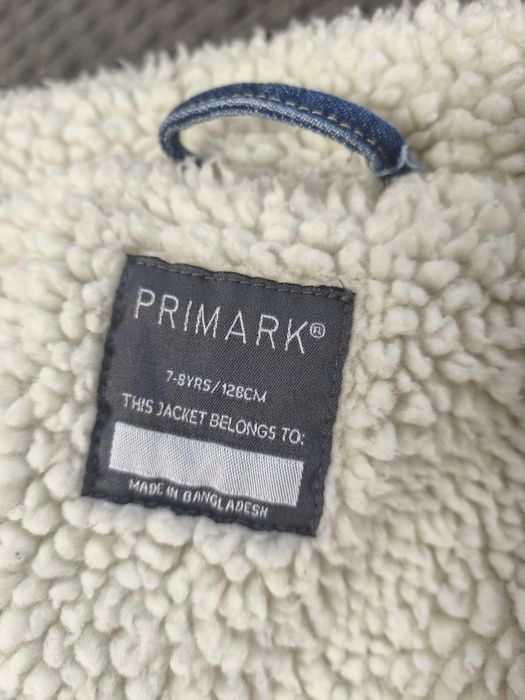 PRIMARK®
7-8YRS/128CM
THIS JACKET BELONGS TO:
MADE IN BANGLADESH